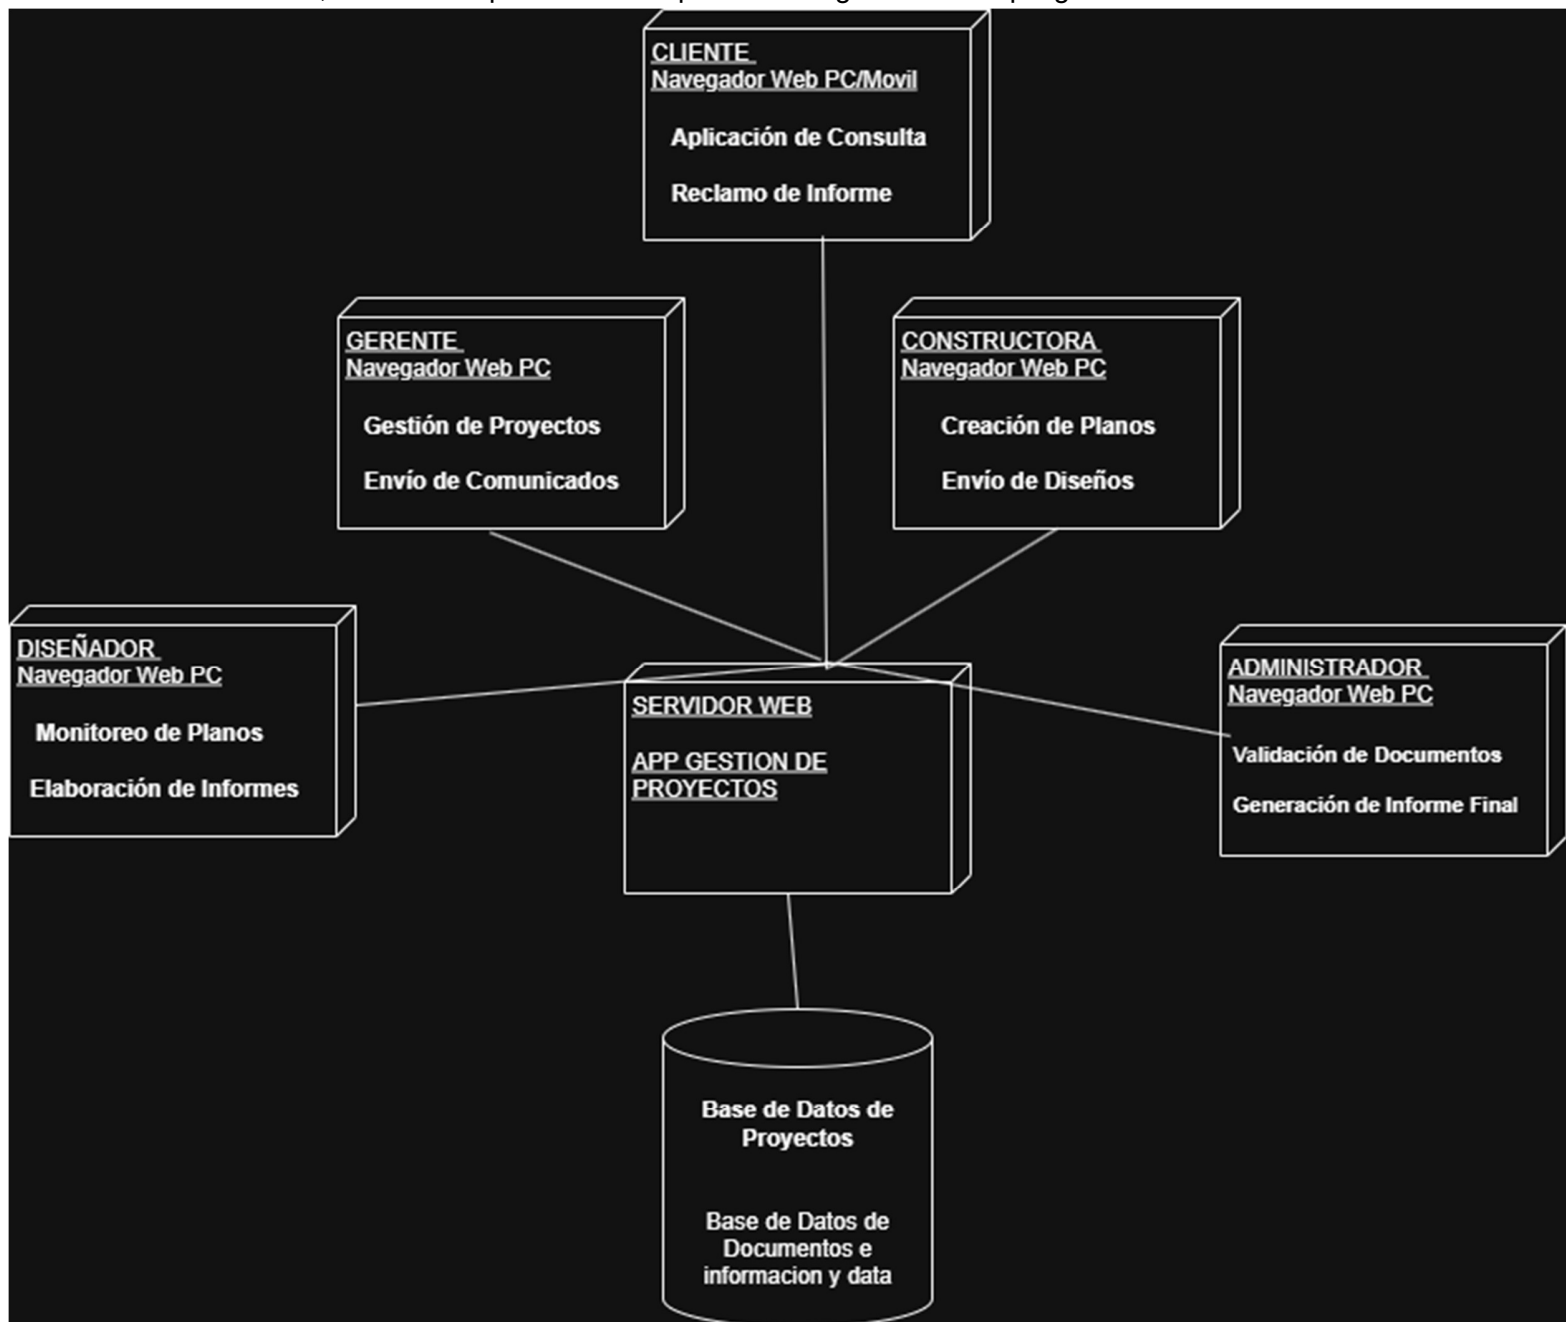 CLIENTE
Navegador Web PC/Movil
Aplicación de Consulta
Reclamo de Informe
GERENTE
Navegador Web PC
Gestión de Proyectos
Envío de Comunicados
CONSTRUCTORA
Navegador Web PC
Creación de Planos
Envío de Diseños
DISEÑADOR
Navegador Web PC
Monitoreo de Planos
Elaboración de Informes
SERVIDOR WEB
APP GESTION DE
PROYECTOS
ADMINISTRADOR
Navegador Web PC
Validación de Documentos
Generación de Informe Final
Base de Datos de
Proyectos
Base de Datos de
Documentos e
informacion y data